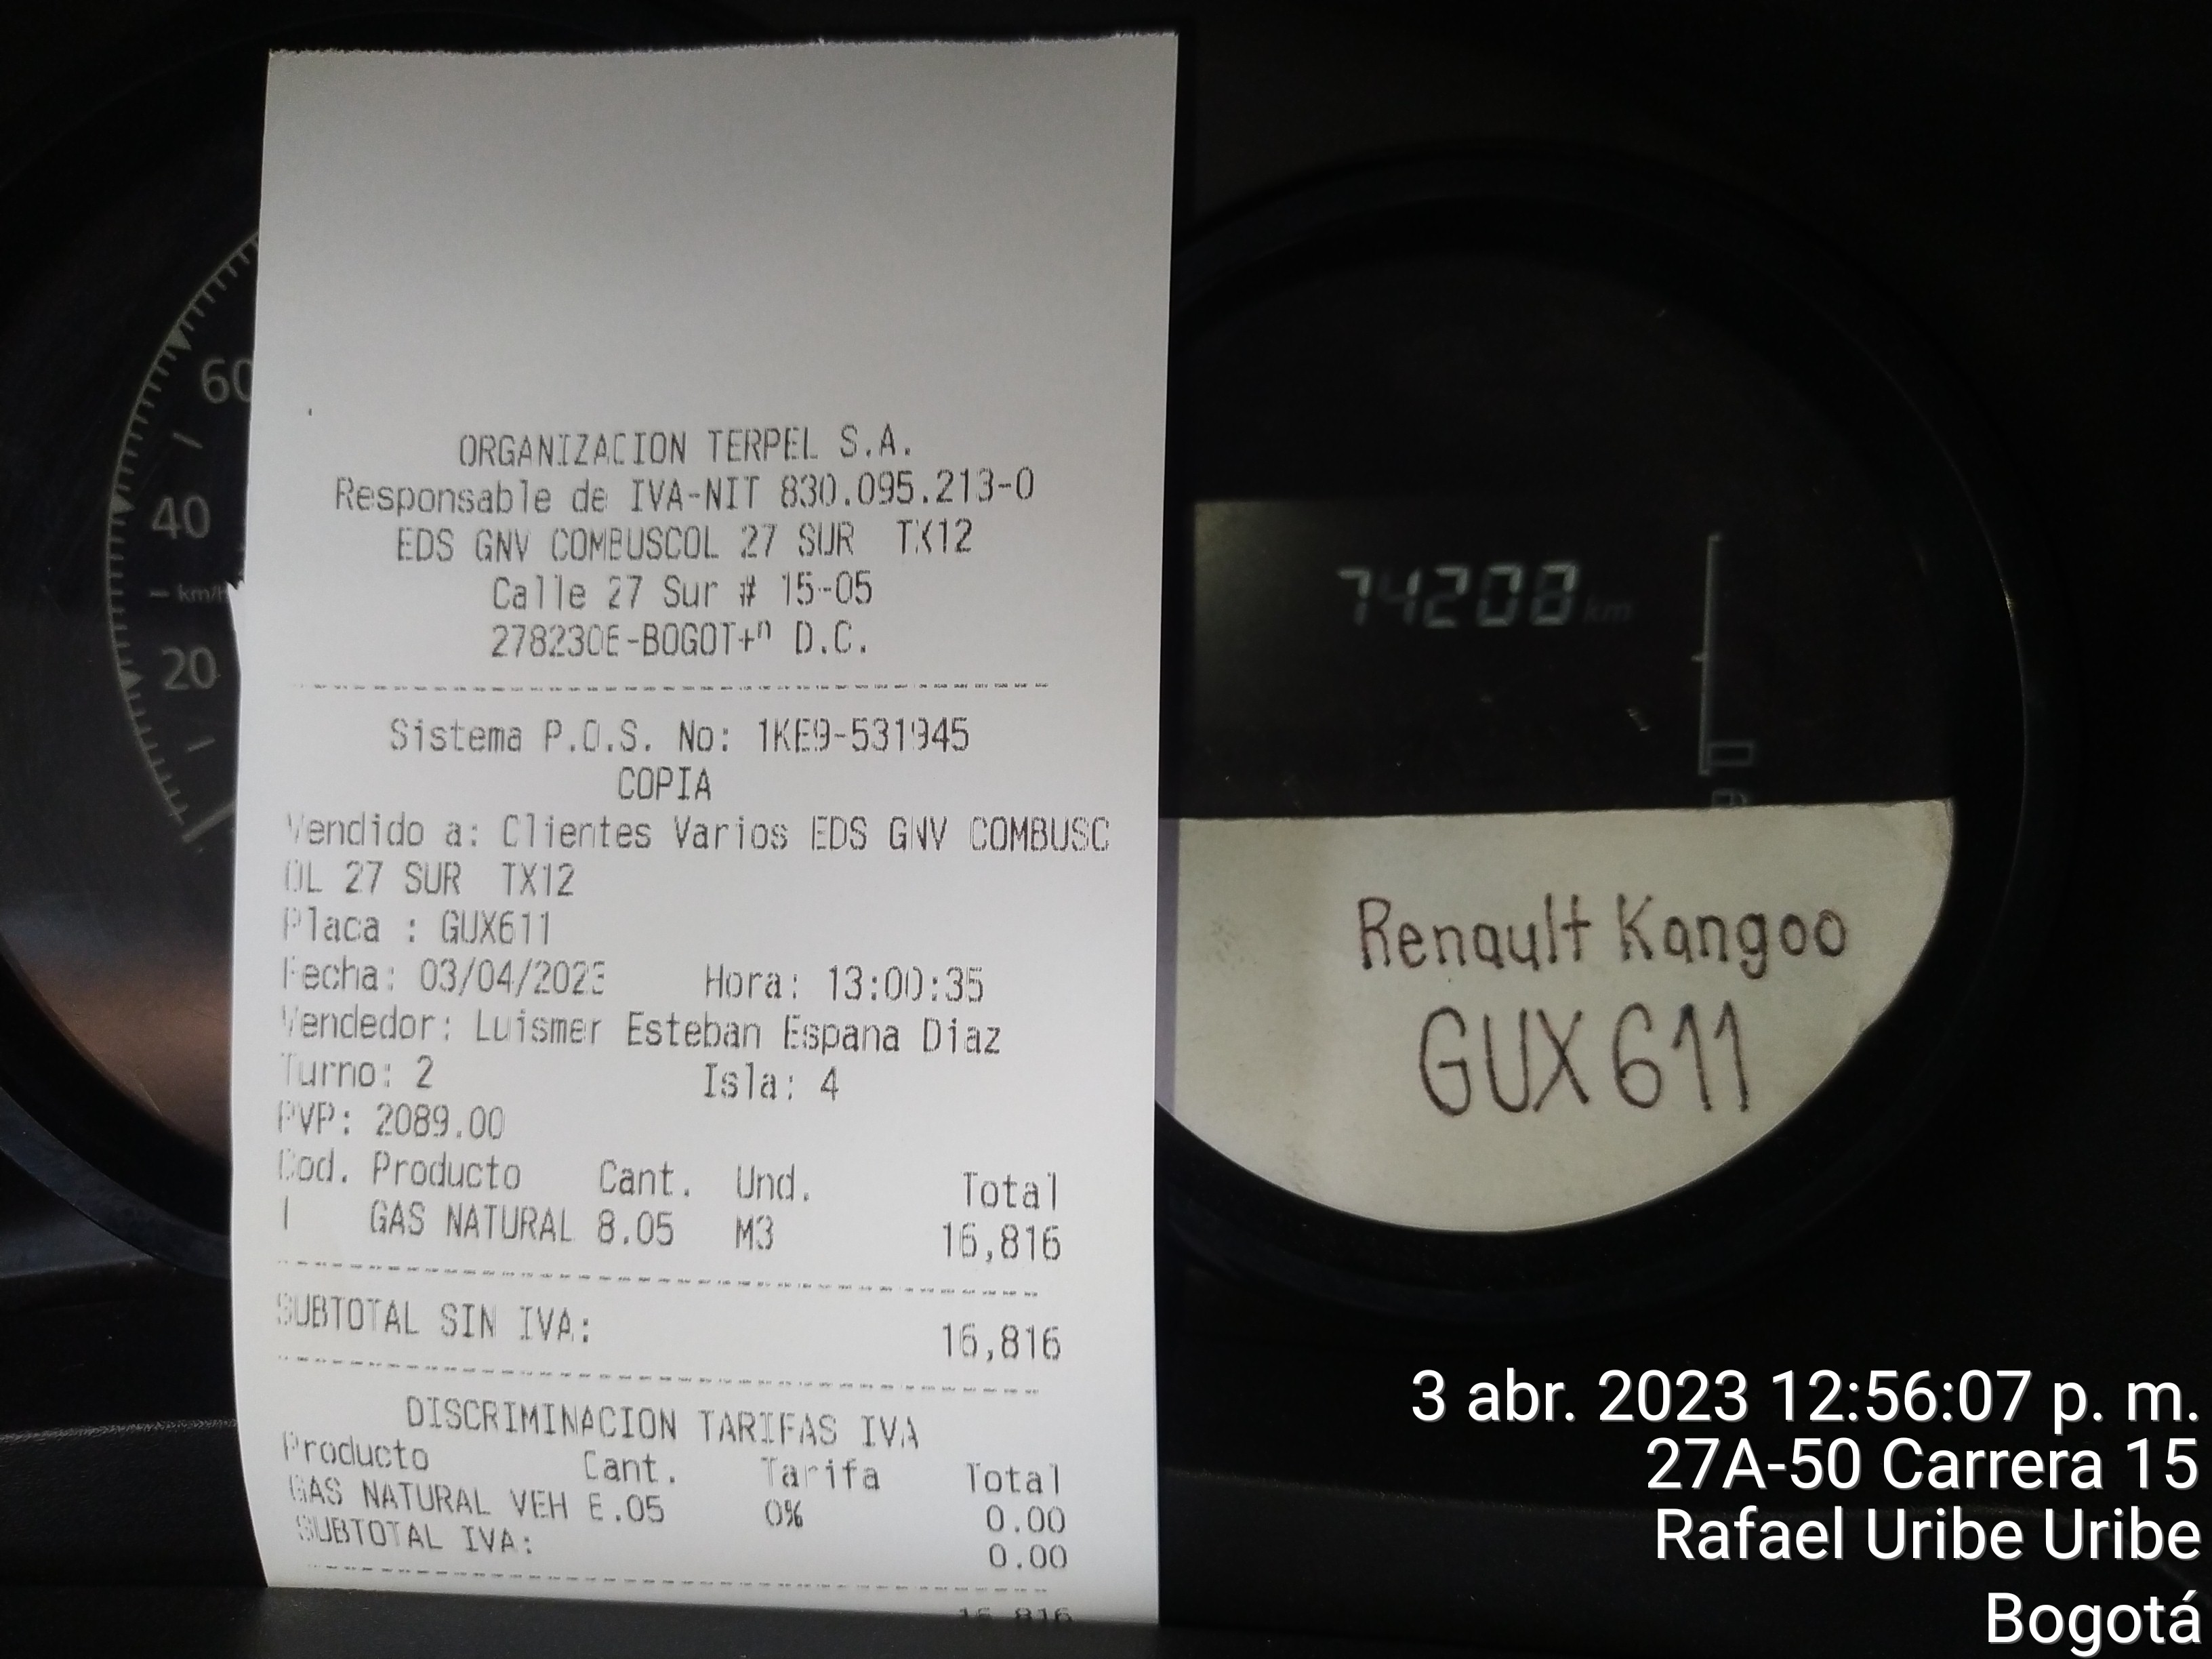 ORGANIZACION TERPEL S.A.
Responsable de IVA-NIT 830.095.213-0
EDS GNV COMBUSCOL 27 SUR TX12
Calle 27 Sur # 15-05
278230E-BOGOT+ⁿ D.C.
Sistema P.O.S. No: 1KE9-531945
COPIA
Vendido a: Clientes Varios EDS GNV COMBUSC
OL 27 SUR TX12
Placa : GUX611
Fecha: 03/04/2023 Hora: 13:00:35
Vendedor: Luismer Esteban Espana Diaz
Turno: 2 Isla: 4
PVP: 2089.00
Cod. Producto Cant. Und. Total
GAS NATURAL 8.05 M3 16,816
SUBTOTAL SIN IVA: 16,816
DISCRIMINACION TARIFAS IVA
Producto Cant. Tarifa Total
GAS NATURAL VEH 8.05 0% 0.00
SUBTOTAL IVA: 0.00
16,816
60
40
km/h
20
74208 km
Renault Kangoo
GUX611
3 abr. 2023 12:56:07 p. m.
27A-50 Carrera 15
Rafael Uribe Uribe
Bogotá